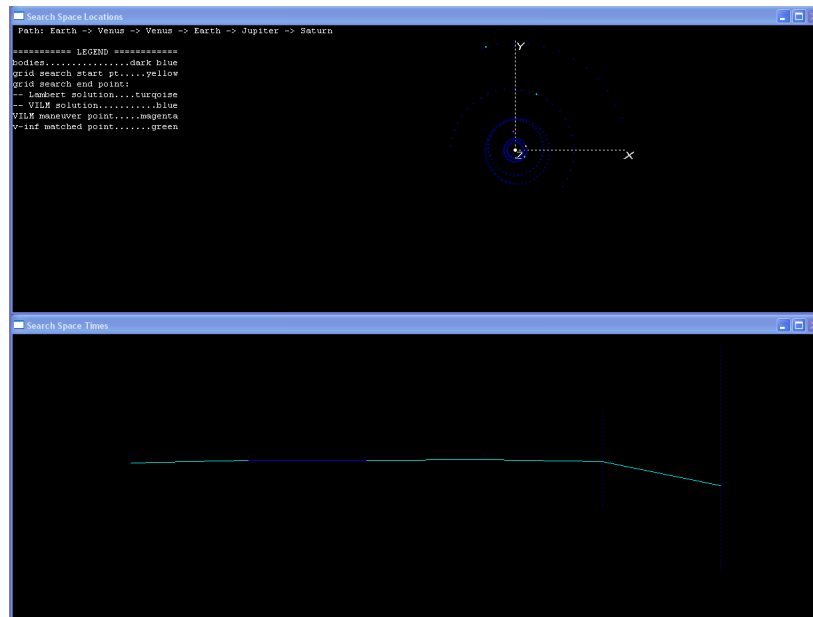 Search Space Locations
Path: Earth -> Venus -> Venus -> Earth -> Jupiter -> Saturn
=========== LEGEND ============
bodies................dark blue
grid search start pt.....yellow
grid search end point:
-- Lambert solution....turqoise
-- VILM solution...........blue
VILM maneuver point.....magenta
v-inf matched point.......green
Y
Z
X
Search Space Times